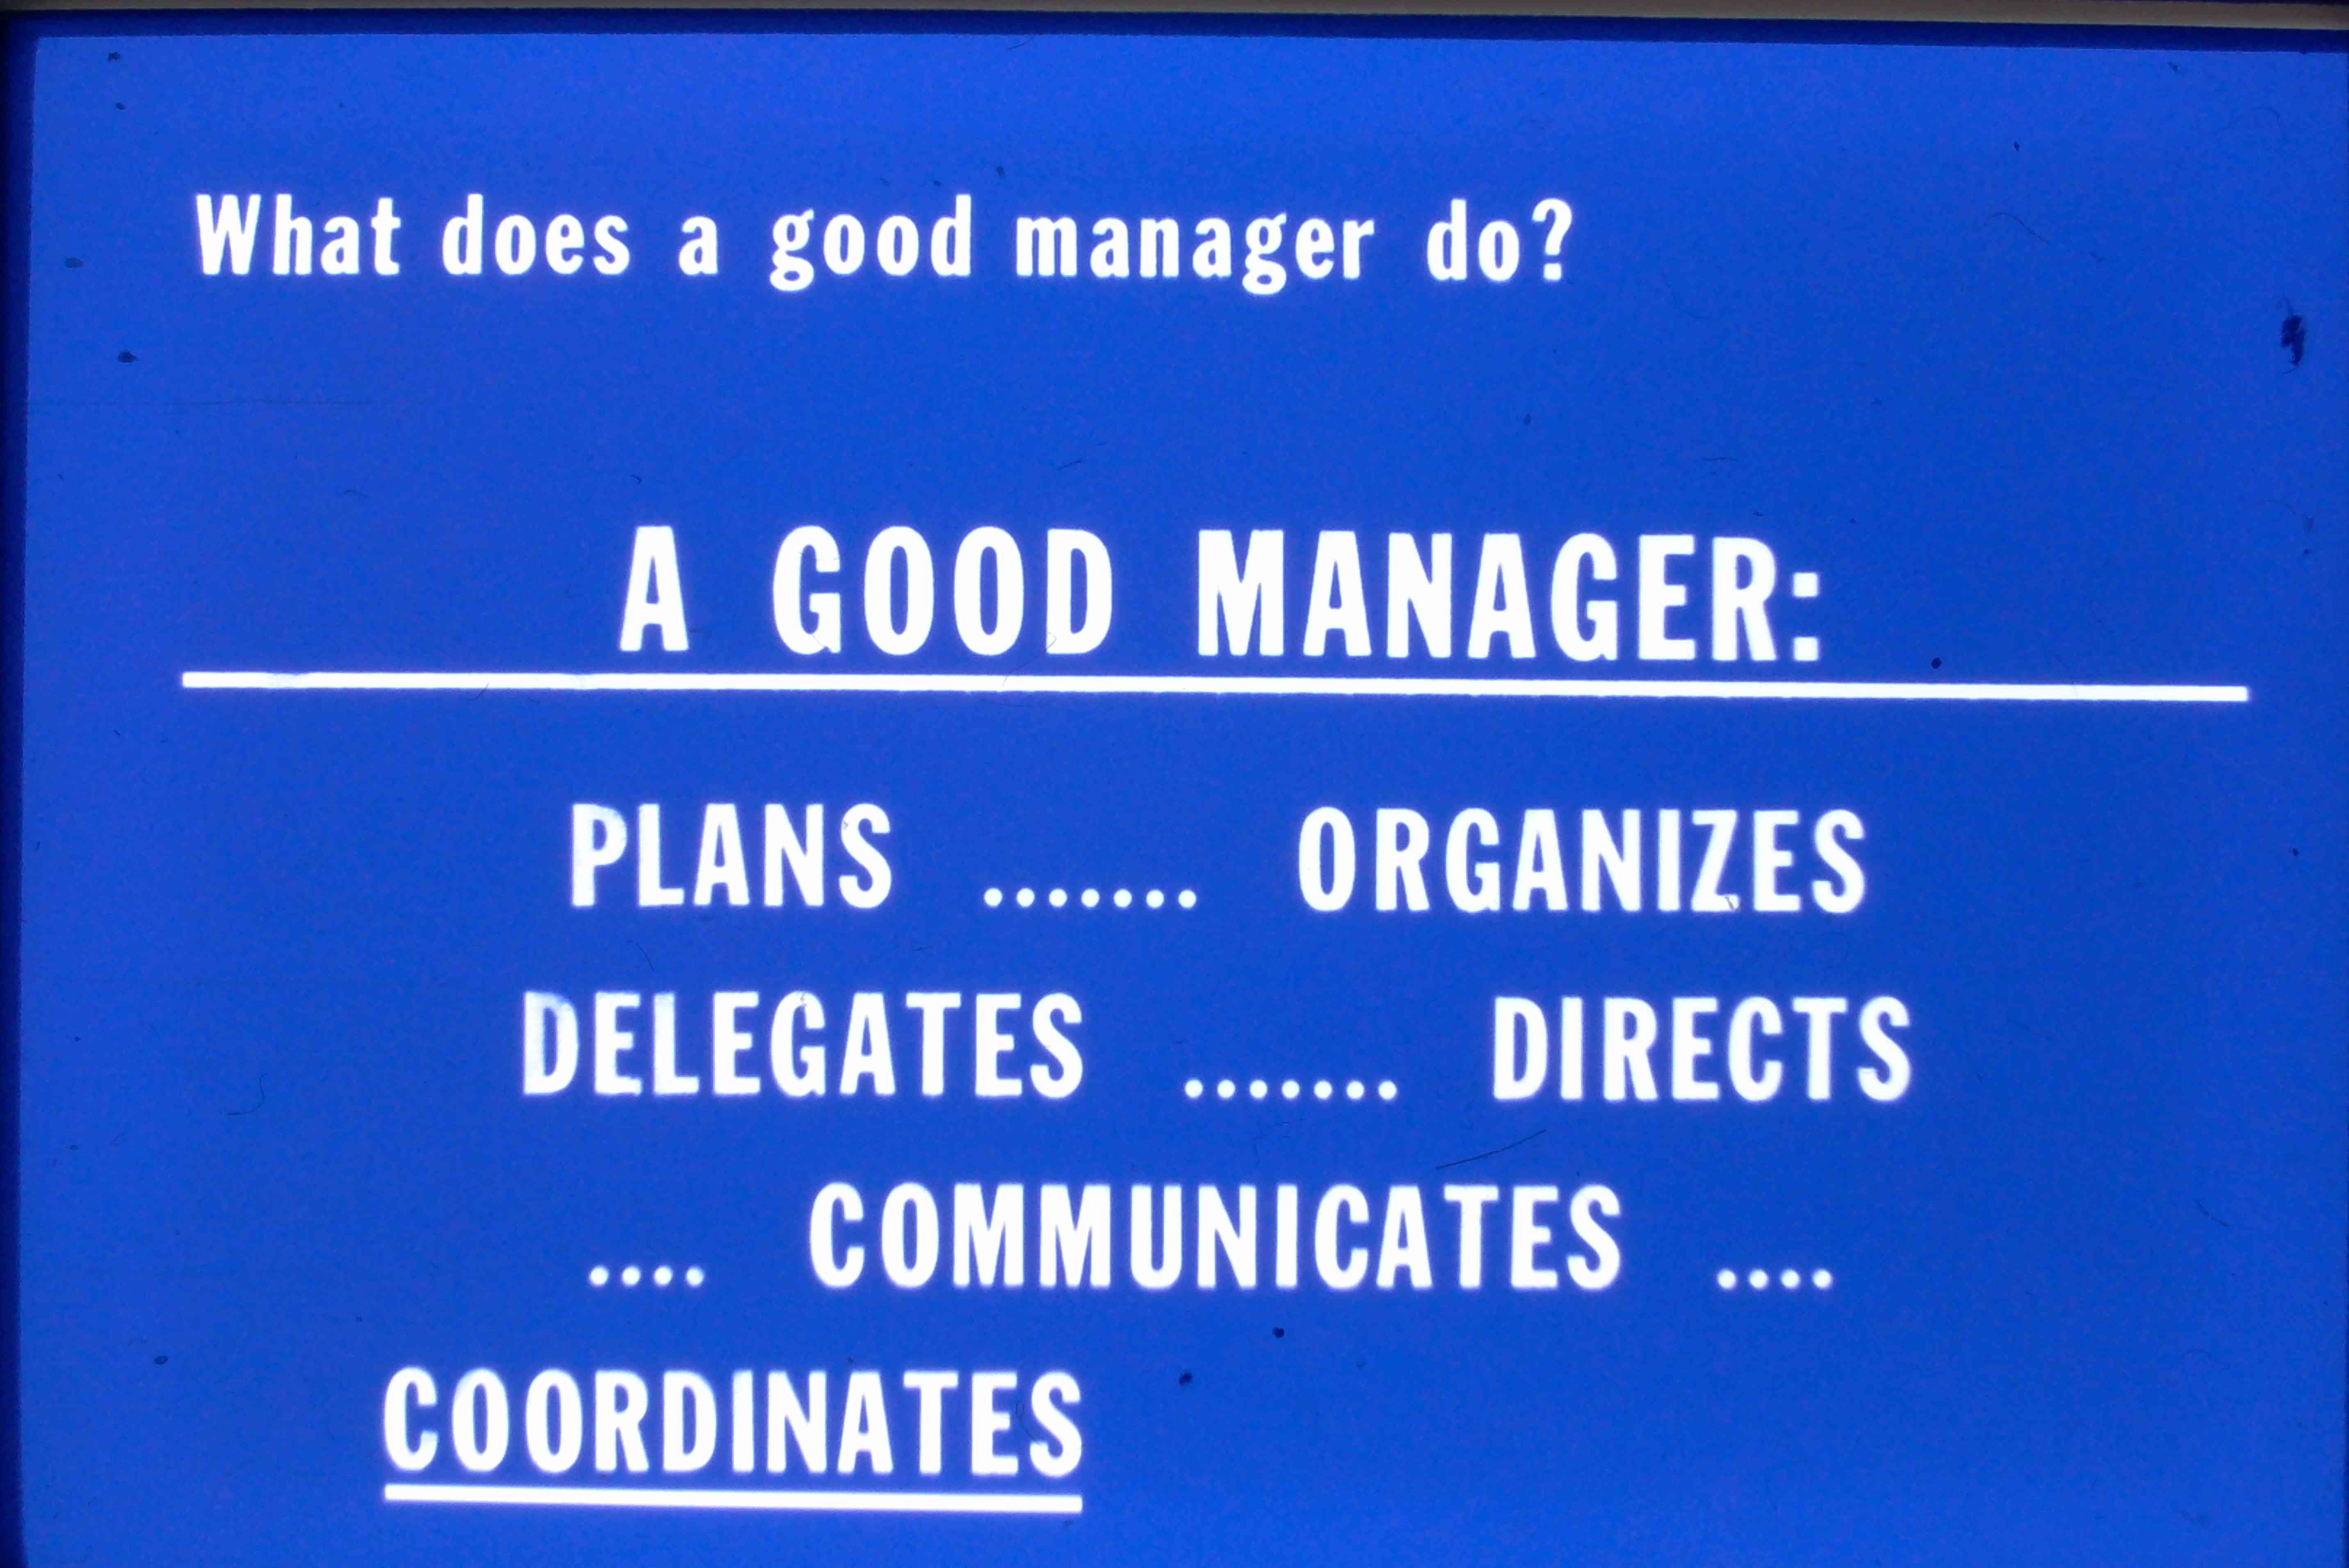 What does a good manager do?
A GOOD MANAGER:
PLANS ....... ORGANIZES
DELEGATES ....... DIRECTS
.... COMMUNICATES ....
COORDINATES